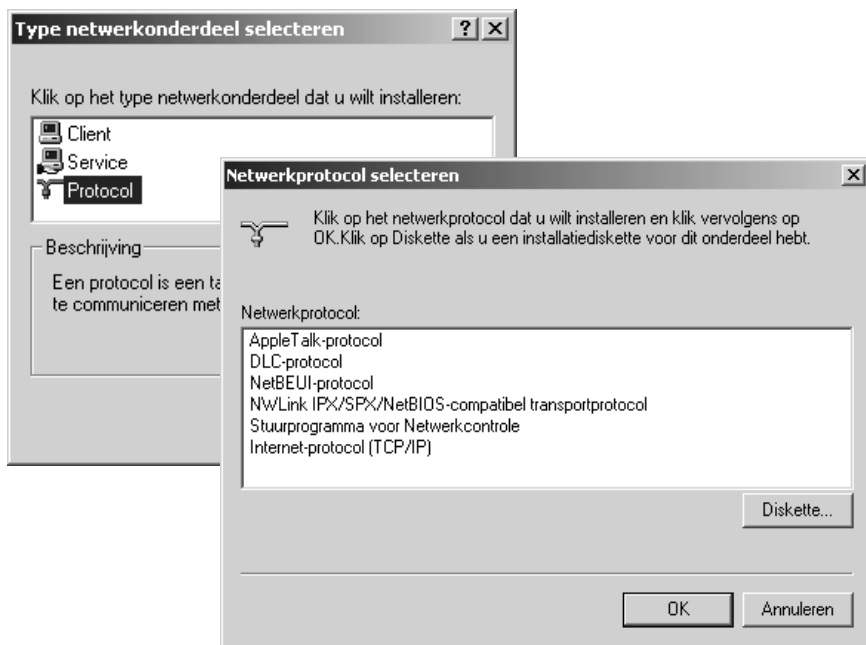 Type netwerkonderdeel selecteren
Klik op het type netwerkonderdeel dat u wilt installeren:
Client
Service
Protocol
Beschrijving
Een protocol is een ta
te communiceren met
Netwerkprotocol selecteren
Klik op het netwerkprotocol dat u wilt installeren en klik vervolgens op
OK.Klik op Diskette als u een installatiediskette voor dit onderdeel hebt.
Netwerkprotocol:
AppleTalk-protocol
DLC-protocol
NetBEUI-protocol
NWLink IPX/SPX/NetBIOS-compatibel transportprotocol
Stuurprogramma voor Netwerkcontrole
Internet-protocol (TCP/IP)
Diskette...
OK
Annuleren